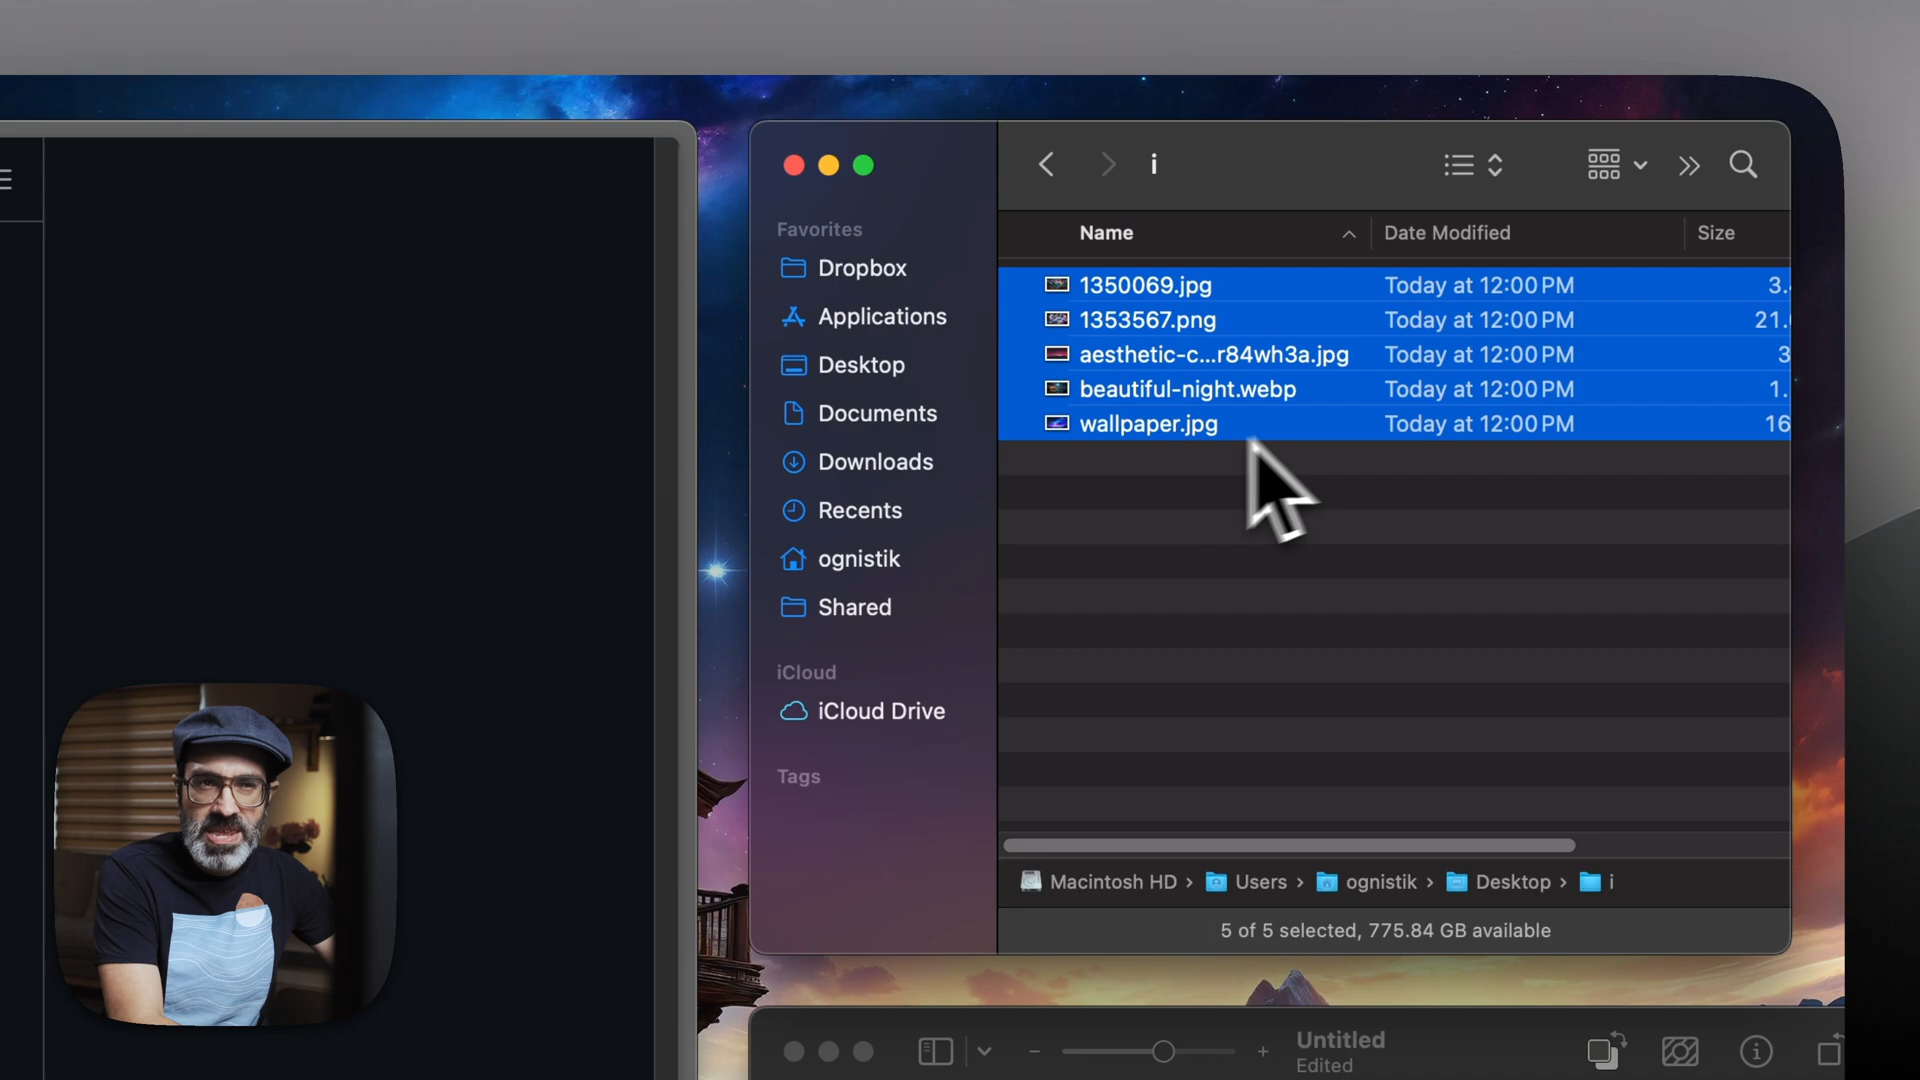 i
Favorites
Dropbox
Applications
Desktop
Documents
Downloads
Recents
ognistik
Shared
iCloud
iCloud Drive
Tags
Name Date Modified Size
1350069.jpg Today at 12:00 PM 3.
1353567.png Today at 12:00 PM 21.
aesthetic-c...r84wh3a.jpg Today at 12:00 PM 3
beautiful-night.webp Today at 12:00 PM 1.
wallpaper.jpg Today at 12:00 PM 16
Macintosh HD › Users › ognistik › Desktop › i
5 of 5 selected, 775.84 GB available
Untitled
Edited